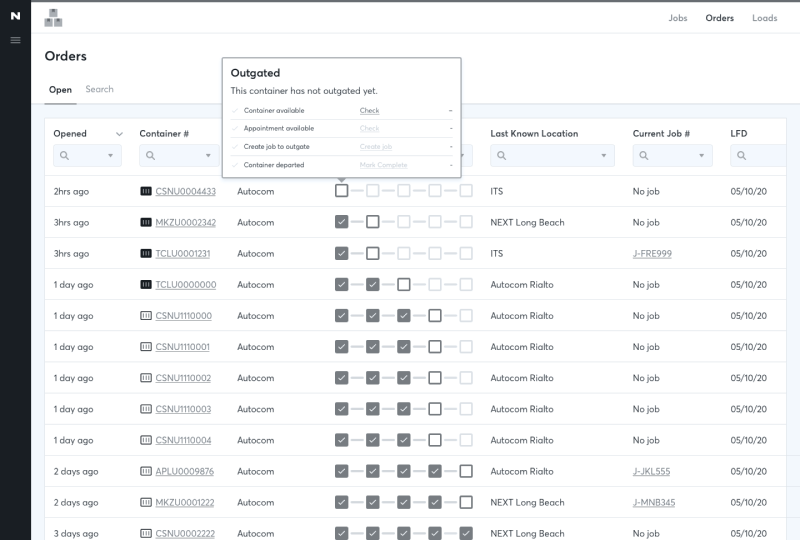 N
Jobs Orders Loads
Orders
Open Search
Outgated
This container has not outgated yet.
Container available Check -
Appointment available Check -
Create job to outgate Create job -
Container departed Mark Complete -
Opened Container # Last Known Location Current Job # LFD
2hrs ago CSNU0004433 Autocom ITS No job 05/10/20
3hrs ago MKZU0002342 Autocom NEXT Long Beach No job 05/10/20
3hrs ago TCLU0001231 Autocom ITS J-FRE999 05/10/20
1 day ago TCLU0000000 Autocom Autocom Rialto No job 05/10/20
1 day ago CSNU1110000 Autocom Autocom Rialto No job 05/10/20
1 day ago CSNU1110001 Autocom Autocom Rialto No job 05/10/20
1 day ago CSNU1110002 Autocom Autocom Rialto No job 05/10/20
1 day ago CSNU1110003 Autocom Autocom Rialto No job 05/10/20
1 day ago CSNU1110004 Autocom Autocom Rialto No job 05/10/20
2 days ago APLU0009876 Autocom Autocom Rialto J-JKL555 05/10/20
2 days ago MKZU0001222 Autocom NEXT Long Beach J-MNB345 05/10/20
3 days ago CSNU0002222 Autocom NEXT Long Beach No job 05/10/20